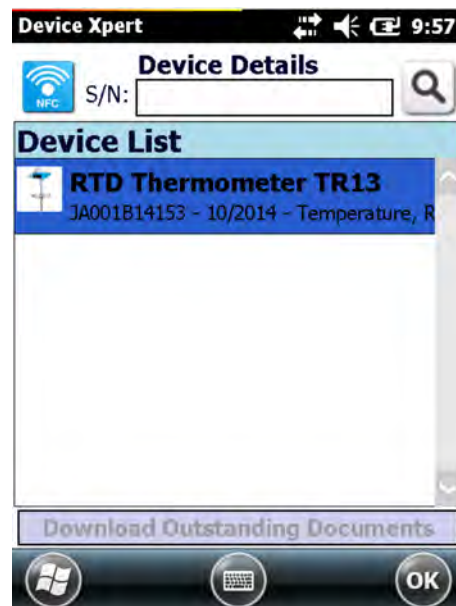 Device Xpert 9:57
Device Details
NFC
S/N:
Device List
RTD Thermometer TR13
JA001B14153 - 10/2014 - Temperature, R
Download Outstanding Documents
OK